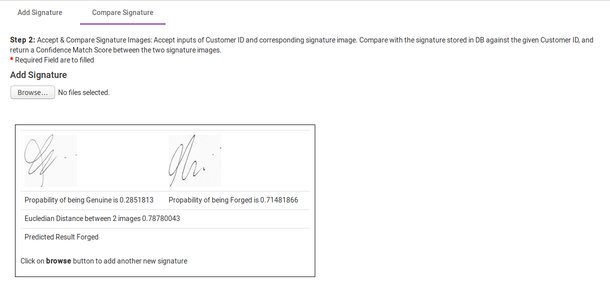 Add Signature
Compare Signature
Step 2: Accept & Compare Signature Images: Accept inputs of Customer ID and corresponding signature image. Compare with the signature stored in DB against the given Customer ID, and
return a Confidence Match Score between the two signature images.
* Required Field are to filled
Add Signature
Browse... No files selected.
Propability of being Genuine is 0.2851813
Propability of being Forged is 0.71481866
Eucledian Distance between 2 images 0.78780043
Predicted Result Forged
Click on browse button to add another new signature